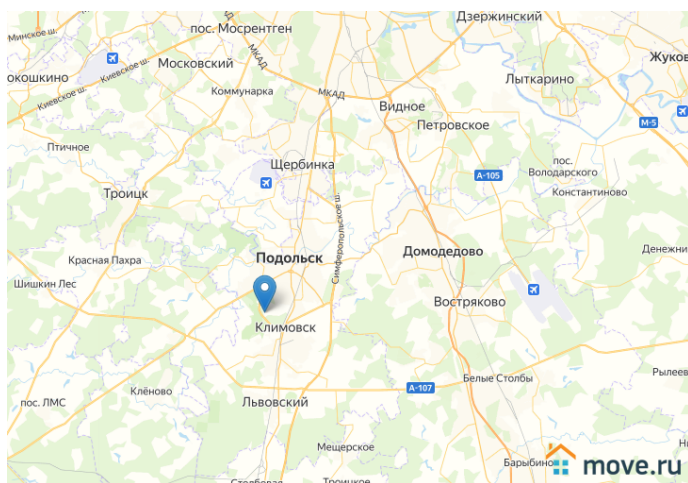 Дзержинский
Минское ш.
пос. Мосрентген
МКАД
Жуков
Московский
окошкино
Киевское ш.
Лыткарино
Коммунарка
МКАД
Киевское ш.
Видное
Петровское
М-5
Птичное
Щербинка
пос.
Володарского
А-105
Троицк
Константиново
Симферопольское ш.
Красная Пахра
Подольск
Домодедово
Денежни
Шишкин Лес
Востряково
Климовск
Рылеев
Белые Столбы
А-107
Клёново
пос. ЛМС
Львовский
Мещерское
Барыбино
move.ru
Столбовая
Троицкое